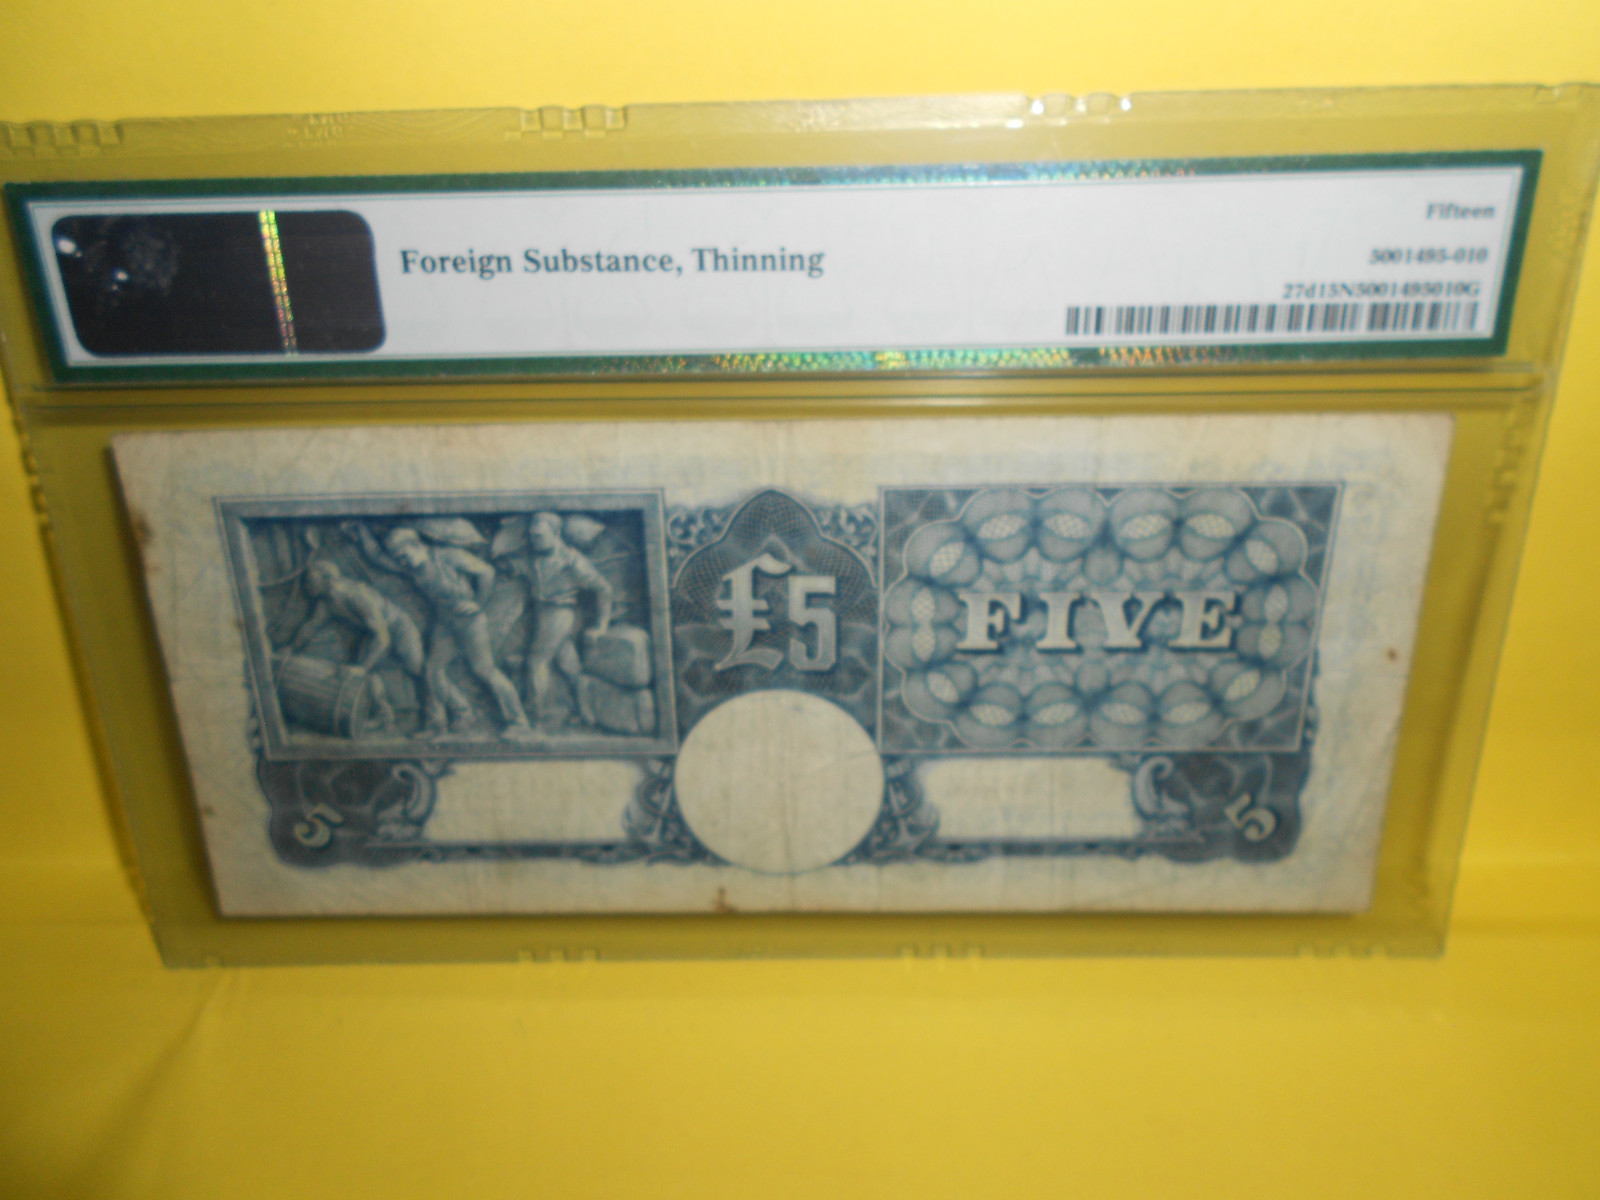 Fifteen
Foreign Substance, Thinning
5001495-010
27d15N5001495010G
£5
FIVE
5
5